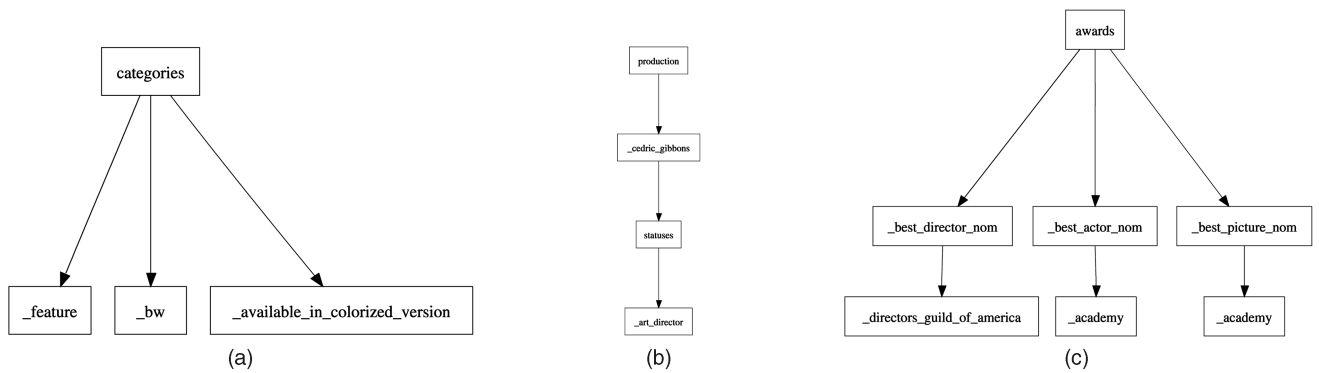 categories
_feature
_bw
_available_in_colorized_version
(a)
production
_cedric_gibbons
statuses
_art_director
(b)
awards
_best_director_nom
_best_actor_nom
_best_picture_nom
_directors_guild_of_america
_academy
_academy
(c)